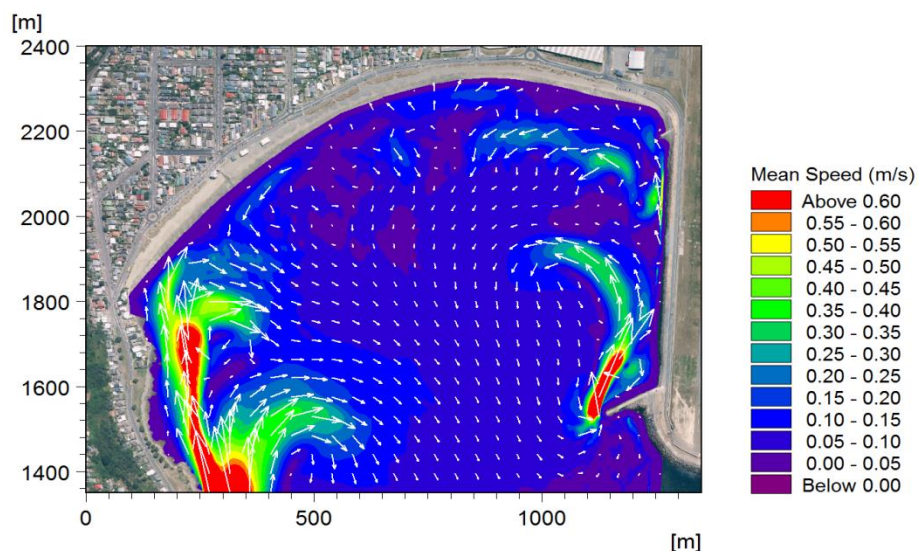 [m]
2400
2200
2000
1800
1600
1400
0
500
1000
[m]
Mean Speed (m/s)
Above 0.60
0.55 - 0.60
0.50 - 0.55
0.45 - 0.50
0.40 - 0.45
0.35 - 0.40
0.30 - 0.35
0.25 - 0.30
0.20 - 0.25
0.15 - 0.20
0.10 - 0.15
0.05 - 0.10
0.00 - 0.05
Below 0.00